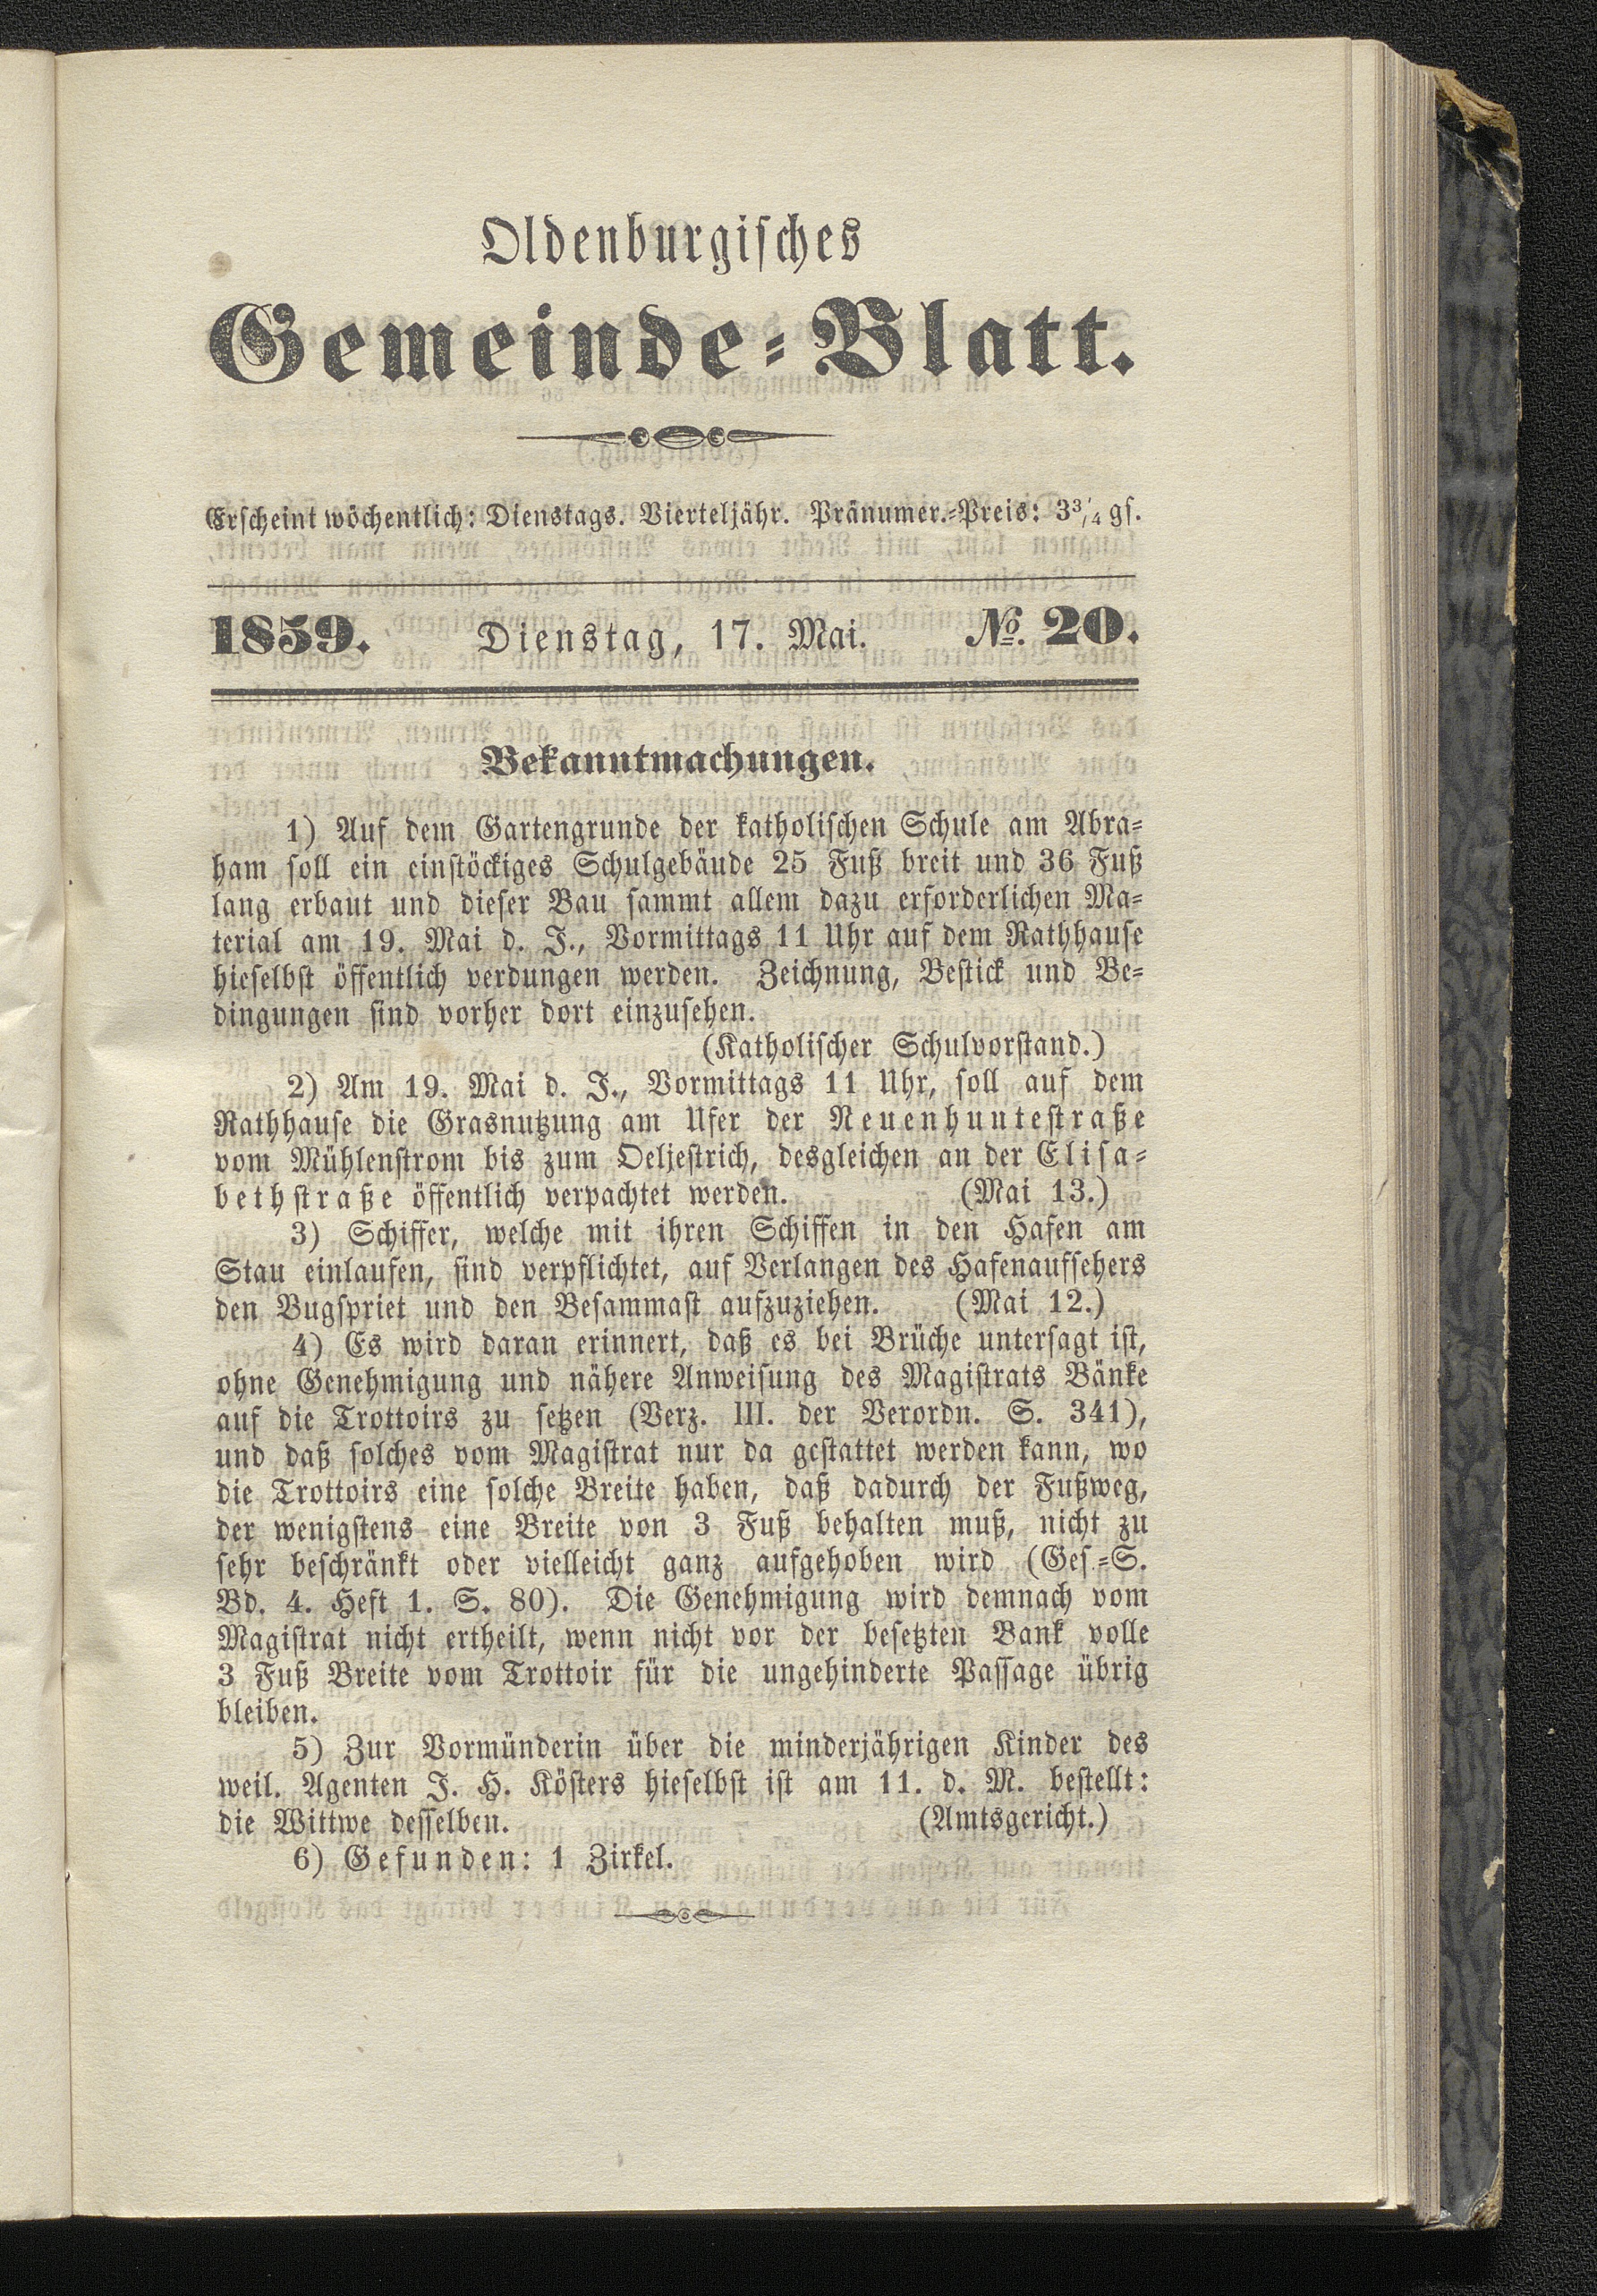 Oldenburgisches
Gemeinde-Blatt.
Erscheint wöchentlich: Dienstags. Vierteljähr. Pränumer.-Preis: 3¾ gs.
1859. Dienstag, 17. Mai. №. 20.
Bekanntmachungen.
1) Auf dem Gartengrunde der katholischen Schule am Abra-
ham soll ein einstöckiges Schulgebäude 25 Fuß breit und 36 Fuß
lang erbaut und dieser Bau sammt allem dazu erforderlichen Ma-
terial am 19. Mai d. J., Vormittags 11 Uhr auf dem Rathhause
hieselbst öffentlich verdungen werden. Zeichnung, Bestick und Be-
dingungen sind vorher dort einzusehen.
(Katholischer Schulvorstand.)
2) Am 19. Mai d. J., Vormittags 11 Uhr, soll auf dem
Rathhause die Grasnutzung am Ufer der Neuenhuntestraße
vom Mühlenstrom bis zum Oeljestrich, desgleichen an der Elisa-
bethstraße öffentlich verpachtet werden. (Mai 13.)
3) Schiffer, welche mit ihren Schiffen in den Hafen am
Stau einlaufen, sind verpflichtet, auf Verlangen des Hafenaufsehers
den Bugspriet und den Besammast aufzuziehen. (Mai 12.)
4) Es wird daran erinnert, daß es bei Brüche untersagt ist,
ohne Genehmigung und nähere Anweisung des Magistrats Bänke
auf die Trottoirs zu setzen (Verz. III. der Verordn. S. 341),
und daß solches vom Magistrat nur da gestattet werden kann, wo
die Trottoirs eine solche Breite haben, daß dadurch der Fußweg,
der wenigstens eine Breite von 3 Fuß behalten muß, nicht zu
sehr beschränkt oder vielleicht ganz aufgehoben wird (Ges.-S.
Bd. 4. Heft 1. S. 80). Die Genehmigung wird demnach vom
Magistrat nicht ertheilt, wenn nicht vor der besetzten Bank volle
3 Fuß Breite vom Trottoir für die ungehinderte Passage übrig
bleiben.
5) Zur Vormünderin über die minderjährigen Kinder des
weil. Agenten J. H. Kösters hieselbst ist am 11. d. M. bestellt:
die Wittwe desselben. (Amtsgericht.)
6) Gefunden: 1 Zirkel.